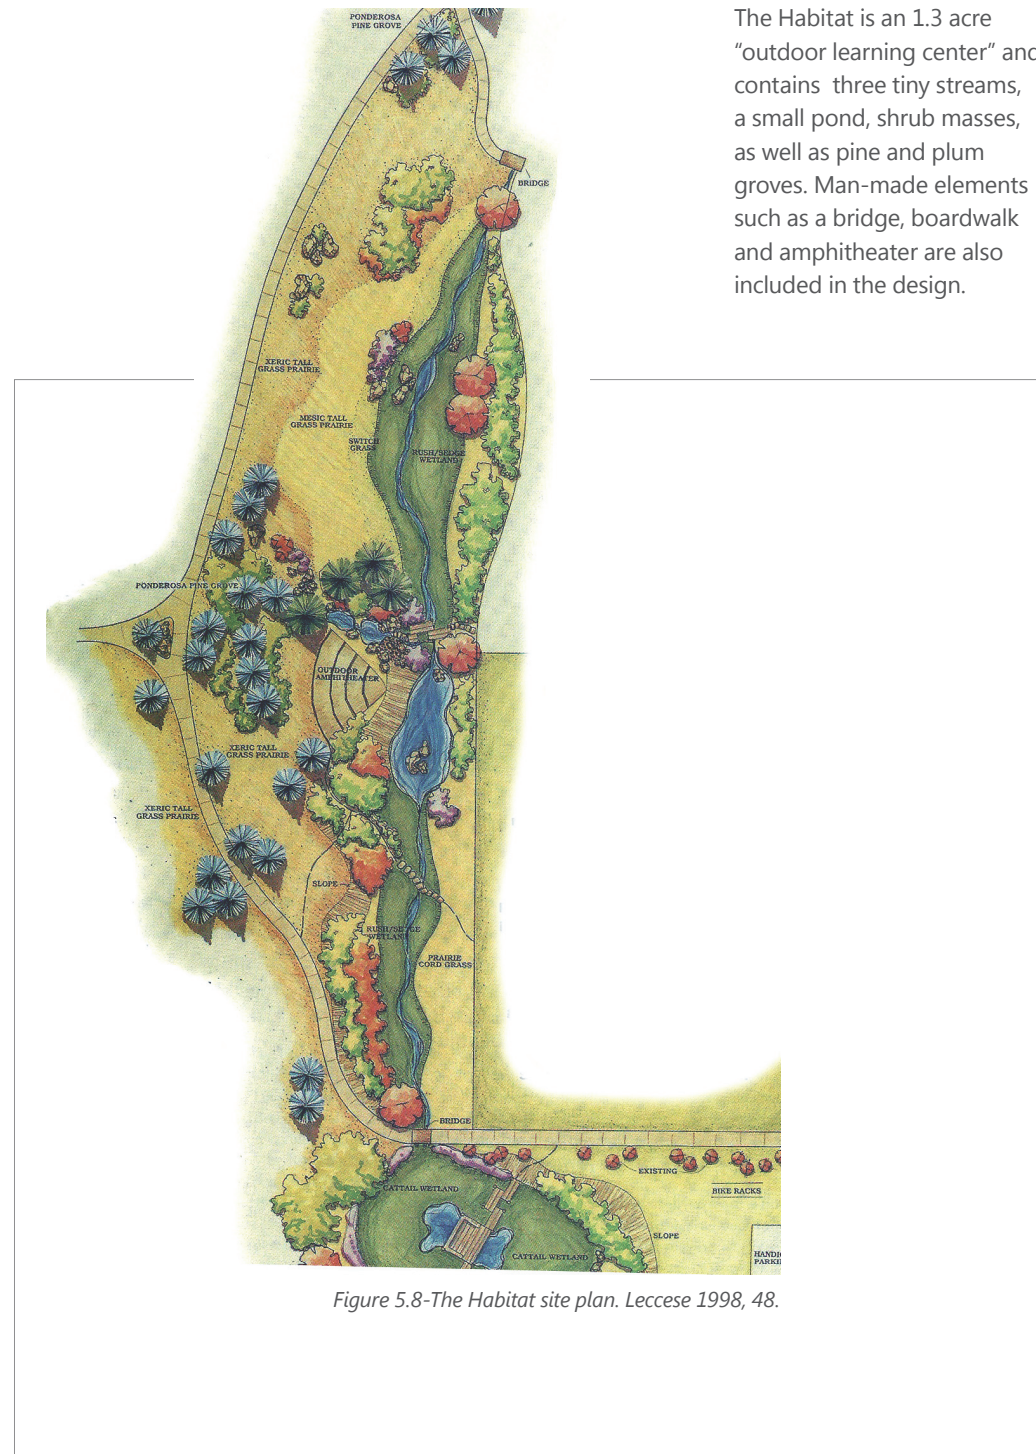 The Habitat is an 1.3 acre
“outdoor learning center” and
contains three tiny streams,
a small pond, shrub masses,
as well as pine and plum
groves. Man-made elements
such as a bridge, boardwalk
and amphitheater are also
included in the design.
PONDEROSA
PINE GROVE
BRIDGE
XERIC TALL
GRASS PRAIRIE
MESIC TALL
GRASS PRAIRIE
SWITCH
GRASS
RUSH/SEDGE
WETLAND
PONDEROSA PINE GROVE
OUTDOOR
AMPHITHEATER
XERIC TALL
GRASS PRAIRIE
XERIC TALL
GRASS PRAIRIE
SLOPE
RUSH/SEDGE
WETLAND
PRAIRIE
CORD GRASS
BRIDGE
EXISTING
BIKE RACKS
CATTAIL WETLAND
SLOPE
CATTAIL WETLAND
HANDI
PARKI
Figure 5.8-The Habitat site plan. Leccese 1998, 48.